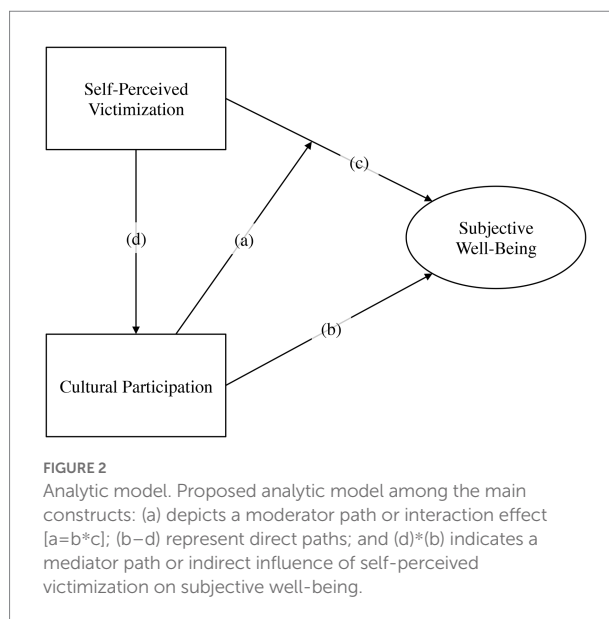 Self-Perceived
Victimization
(c)
Subjective
Well-Being
(d)
(a)
(b)
Cultural Participation
FIGURE 2
Analytic model. Proposed analytic model among the main
constructs: (a) depicts a moderator path or interaction effect
[a=b*c]; (b–d) represent direct paths; and (d)*(b) indicates a
mediator path or indirect influence of self-perceived
victimization on subjective well-being.